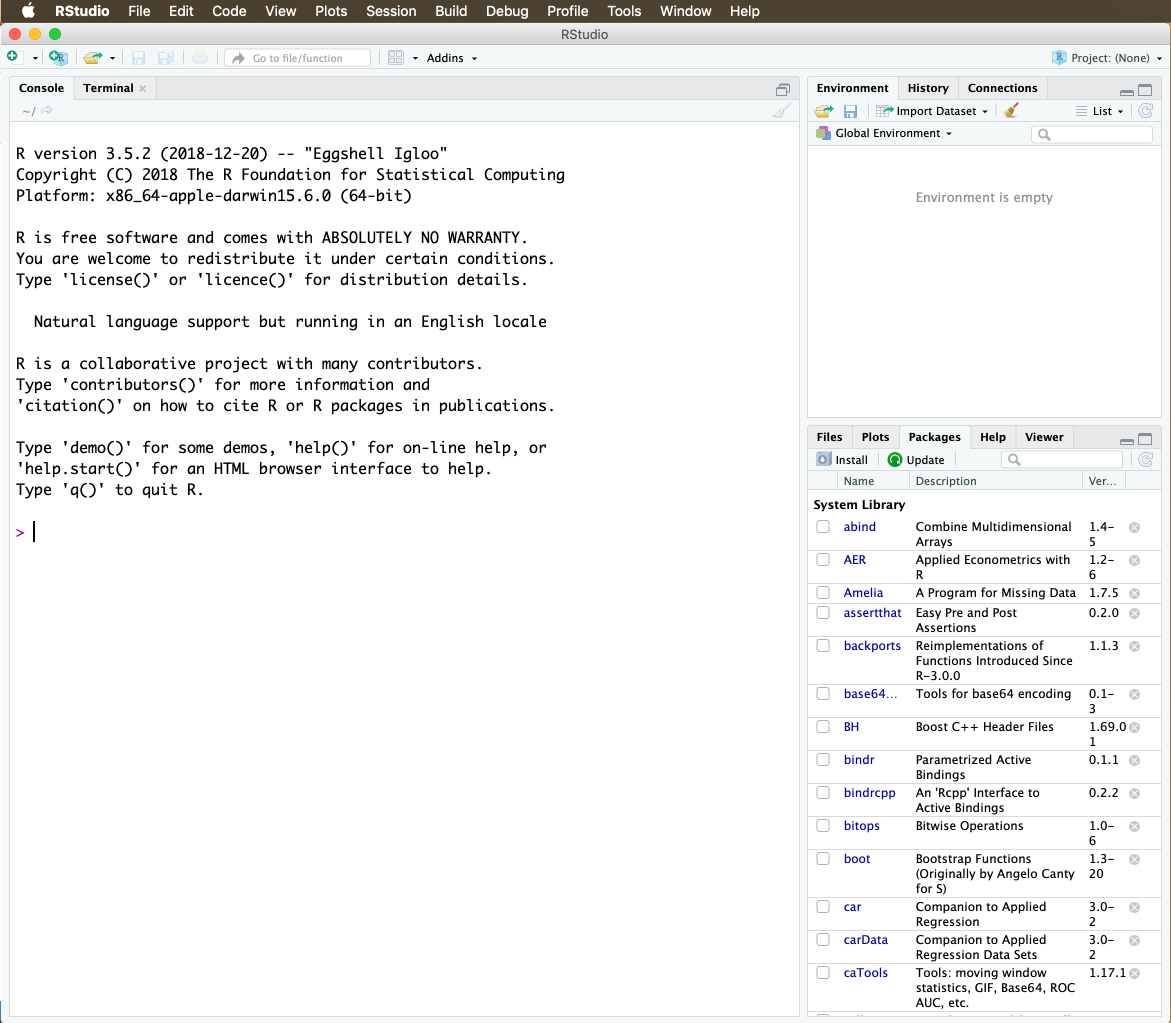 RStudio File Edit Code View Plots Session Build Debug Profile Tools Window Help
RStudio
Go to file/function Addins Project: (None)
Console Terminal
~/
R version 3.5.2 (2018-12-20) -- "Eggshell Igloo"
Copyright (C) 2018 The R Foundation for Statistical Computing
Platform: x86_64-apple-darwin15.6.0 (64-bit)
R is free software and comes with ABSOLUTELY NO WARRANTY.
You are welcome to redistribute it under certain conditions.
Type 'license()' or 'licence()' for distribution details.
Natural language support but running in an English locale
R is a collaborative project with many contributors.
Type 'contributors()' for more information and
'citation()' on how to cite R or R packages in publications.
Type 'demo()' for some demos, 'help()' for on-line help, or
'help.start()' for an HTML browser interface to help.
Type 'q()' to quit R.
>
Environment History Connections
Import Dataset List
Global Environment
Environment is empty
Files Plots Packages Help Viewer
Install Update
Name Description Ver...
System Library
abind Combine Multidimensional 1.4-
Arrays 5
AER Applied Econometrics with 1.2-
R 6
Amelia A Program for Missing Data 1.7.5
assertthat Easy Pre and Post 0.2.0
Assertions
backports Reimplementations of 1.1.3
Functions Introduced Since
R-3.0.0
base64... Tools for base64 encoding 0.1-
3
BH Boost C++ Header Files 1.69.0
1
bindr Parametrized Active 0.1.1
Bindings
bindrcpp An 'Rcpp' Interface to 0.2.2
Active Bindings
bitops Bitwise Operations 1.0-
6
boot Bootstrap Functions 1.3-
(Originally by Angelo Canty 20
for S)
car Companion to Applied 3.0-
Regression 2
carData Companion to Applied 3.0-
Regression Data Sets 2
caTools Tools: moving window 1.17.1
statistics, GIF, Base64, ROC
AUC, etc.